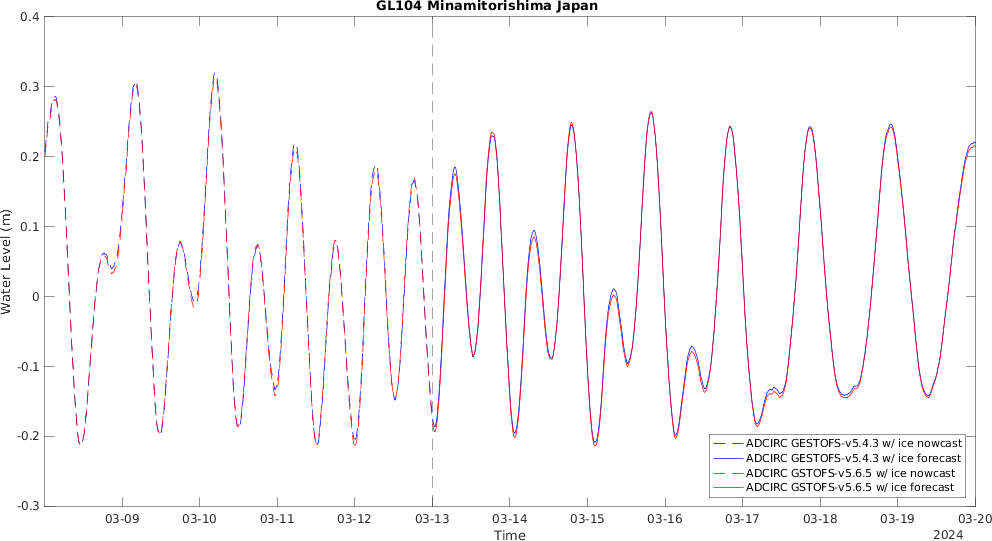 GL104 Minamitorishima Japan
0.4
0.3
0.2
0.1
0
-0.1
-0.2
-0.3
Water Level (m)
03-09 03-10 03-11 03-12 03-13 03-14 03-15 03-16 03-17 03-18 03-19 03-20
Time
2024
ADCIRC GESTOFS-v5.4.3 w/ ice nowcast
ADCIRC GESTOFS-v5.4.3 w/ ice forecast
ADCIRC GSTOFS-v5.6.5 w/ ice nowcast
ADCIRC GSTOFS-v5.6.5 w/ ice forecast